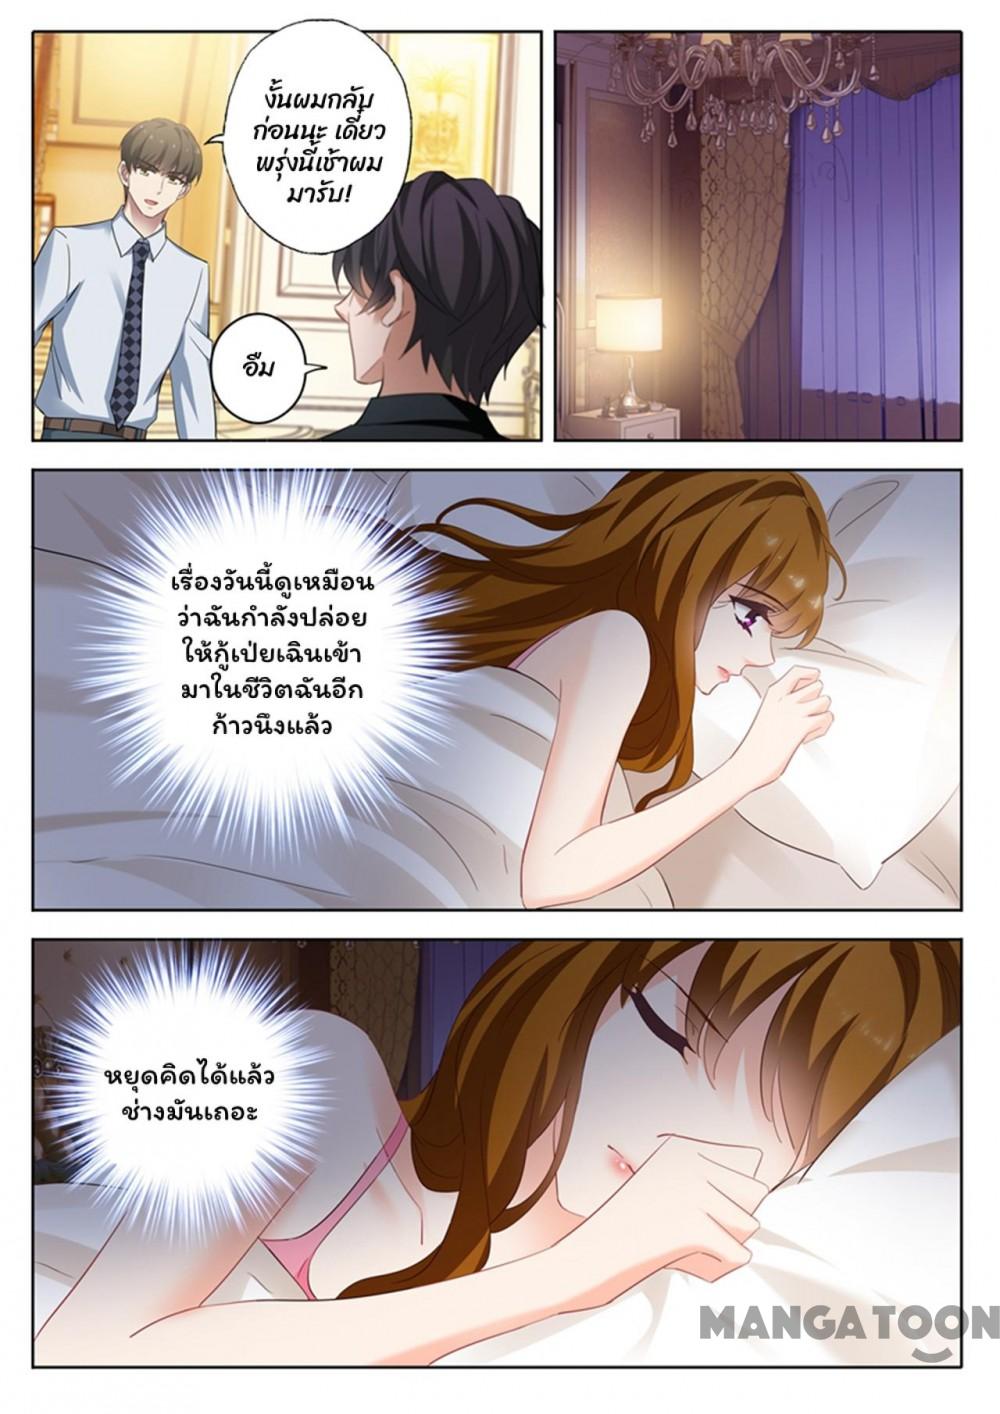 งั้นผมกลับ
ก่อนนะ เดี๋ยว
พรุ่งนี้เช้าผม
มารับ!
อืม
เรื่องวันนี้ดูเหมือน
ว่าฉันกำลังปล่อย
ให้กู้เป่ยเฉินเข้า
มาในชีวิตฉันอีก
ก้าวนึงแล้ว
หยุดคิดได้แล้ว
ช่างมันเถอะ
MANGATOON